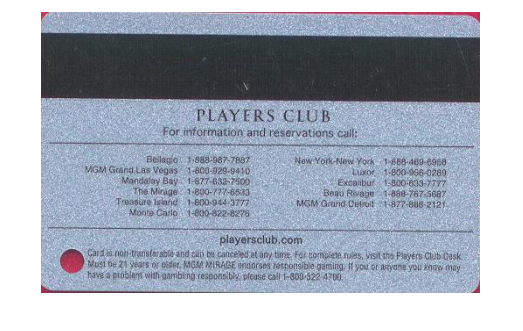 PLAYERS CLUB
For information and reservations call:
Bellagio 1-888-987-7887
MGM Grand Las Vegas 1-800-929-9410
Mandalay Bay 1-877-632-7500
The Mirage 1-800-777-6533
Treasure Island 1-800-944-3777
Monte Carlo 1-800-822-8276
New York-New York 1-888-469-6968
Luxor 1-800-956-0289
Excalibur 1-800-633-7777
Beau Rivage 1-888-767-5687
MGM Grand Detroit 1-877-888-2121
playersclub.com
Card is non-transferable and can be canceled at any time. For complete rules, visit the Players Club Desk.
Must be 21 years or older. MGM MIRAGE endorses responsible gaming. If you or anyone you know may
have a problem with gambling responsibly, please call 1-800-522-4700.